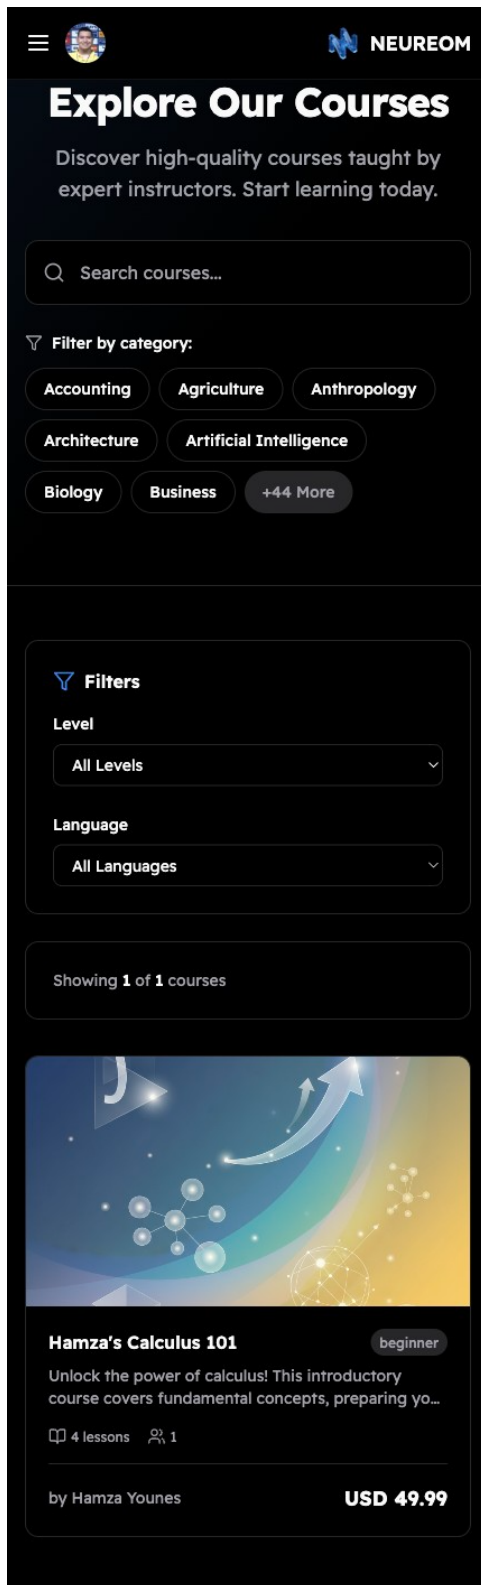 NEUREOM
Explore Our Courses
Discover high-quality courses taught by
expert instructors. Start learning today.
Search courses...
Filter by category:
Accounting
Agriculture
Anthropology
Architecture
Artificial Intelligence
Biology
Business
+44 More
Filters
Level
All Levels
Language
All Languages
Showing 1 of 1 courses
Hamza's Calculus 101
beginner
Unlock the power of calculus! This introductory
course covers fundamental concepts, preparing yo...
4 lessons
1
by Hamza Younes
USD 49.99